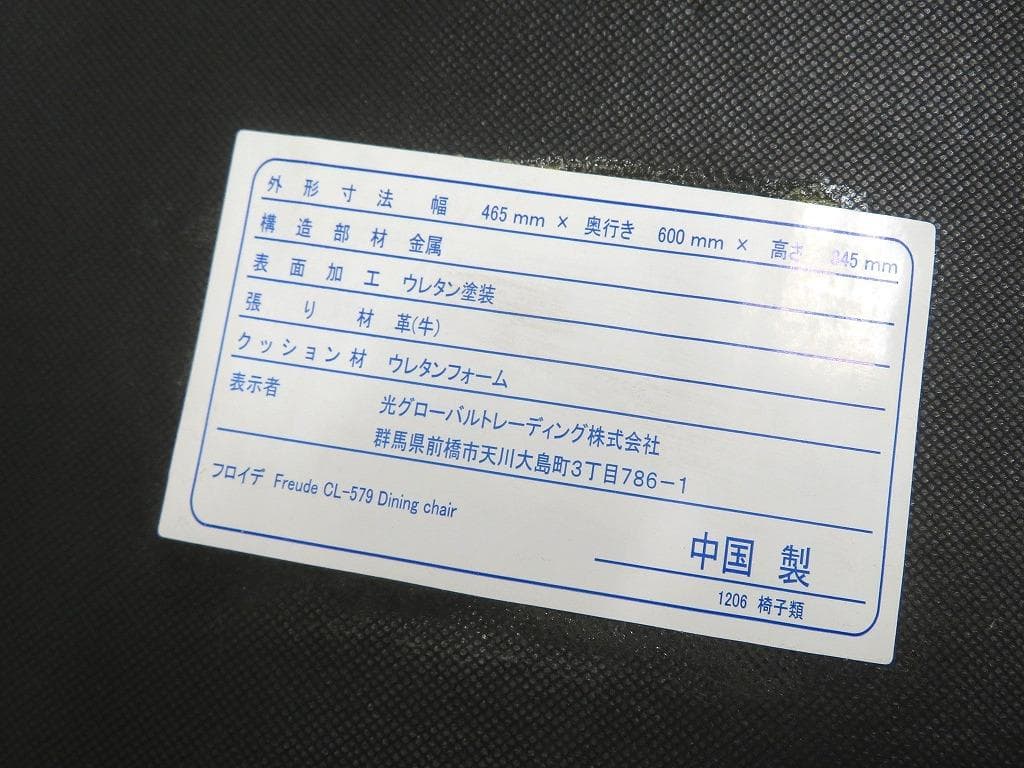 外形寸法 幅 465 mm × 奥行き 600 mm × 高さ 845 mm
構造部材 金属
表面加工 ウレタン塗装
張り材 革(牛)
クッション材 ウレタンフォーム
表示者 光グローバルトレーディング株式会社
群馬県前橋市天川大島町3丁目786-1
フロイデ Freude CL-579 Dining chair
中国 製
1206 椅子類